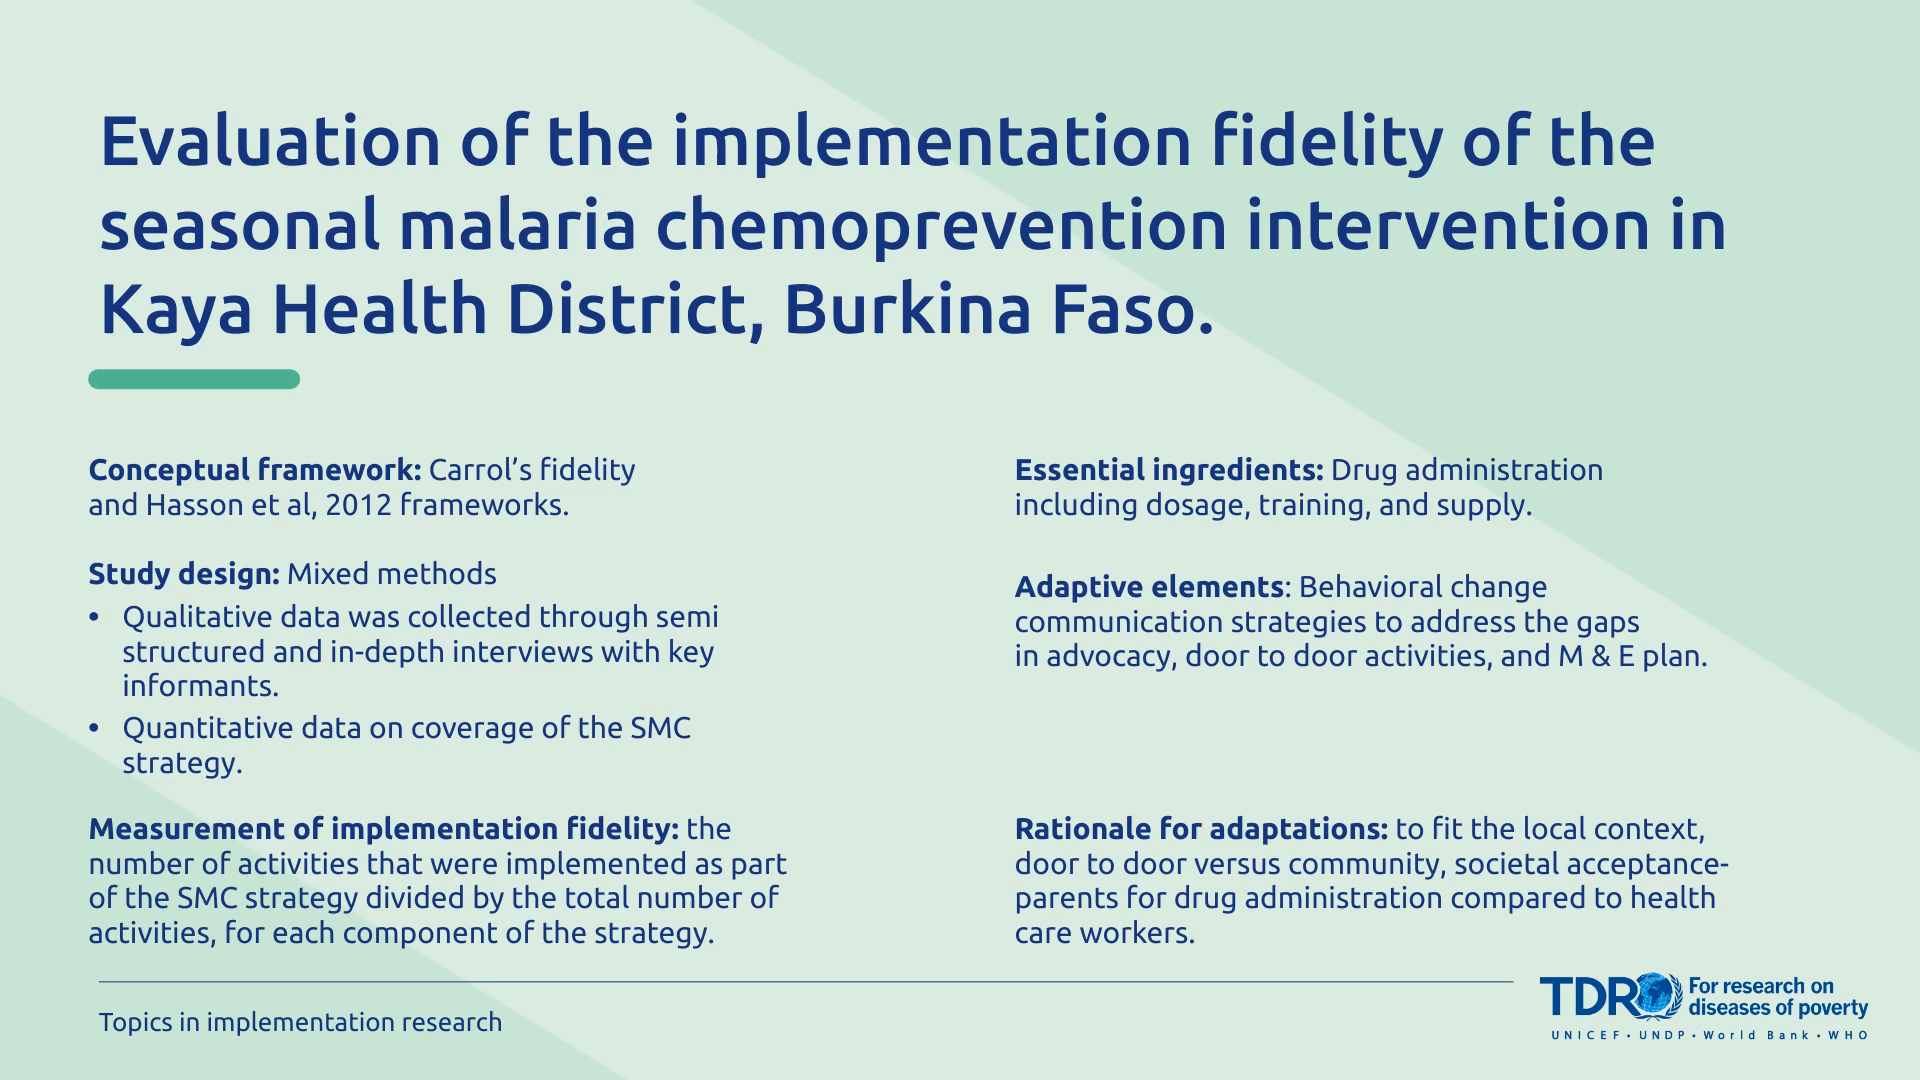 Evaluation of the implementation fidelity of the
seasonal malaria chemoprevention intervention in
Kaya Health District, Burkina Faso.
Conceptual framework: Carrol’s fidelity
and Hasson et al, 2012 frameworks.
Study design: Mixed methods
• Qualitative data was collected through semi
structured and in-depth interviews with key
informants.
• Quantitative data on coverage of the SMC
strategy.
Measurement of implementation fidelity: the
number of activities that were implemented as part
of the SMC strategy divided by the total number of
activities, for each component of the strategy.
Essential ingredients: Drug administration
including dosage, training, and supply.
Adaptive elements: Behavioral change
communication strategies to address the gaps
in advocacy, door to door activities, and M & E plan.
Rationale for adaptations: to fit the local context,
door to door versus community, societal acceptance-
parents for drug administration compared to health
care workers.
Topics in implementation research
TDR For research on
diseases of poverty
UNICEF • UNDP • World Bank • WHO